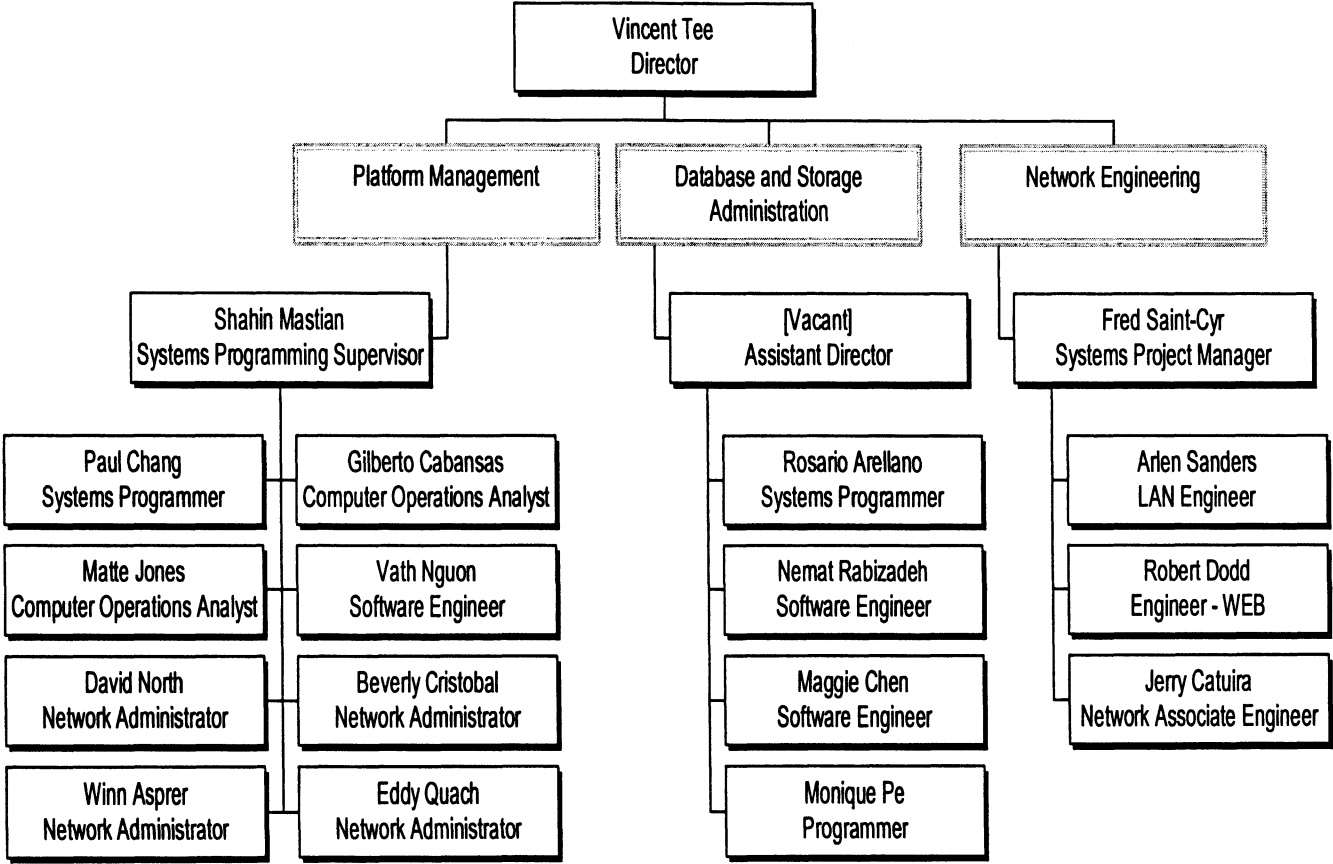 Vincent Tee
Director
Platform Management
Database and Storage
Administration
Network Engineering
Shahin Mastian
Systems Programming Supervisor
[Vacant]
Assistant Director
Fred Saint-Cyr
Systems Project Manager
Paul Chang
Systems Programmer
Gilberto Cabansas
Computer Operations Analyst
Rosario Arellano
Systems Programmer
Arlen Sanders
LAN Engineer
Matte Jones
Computer Operations Analyst
Vath Nguon
Software Engineer
Nemat Rabizadeh
Software Engineer
Robert Dodd
Engineer - WEB
David North
Network Administrator
Beverly Cristobal
Network Administrator
Maggie Chen
Software Engineer
Jerry Catuira
Network Associate Engineer
Winn Asprer
Network Administrator
Eddy Quach
Network Administrator
Monique Pe
Programmer